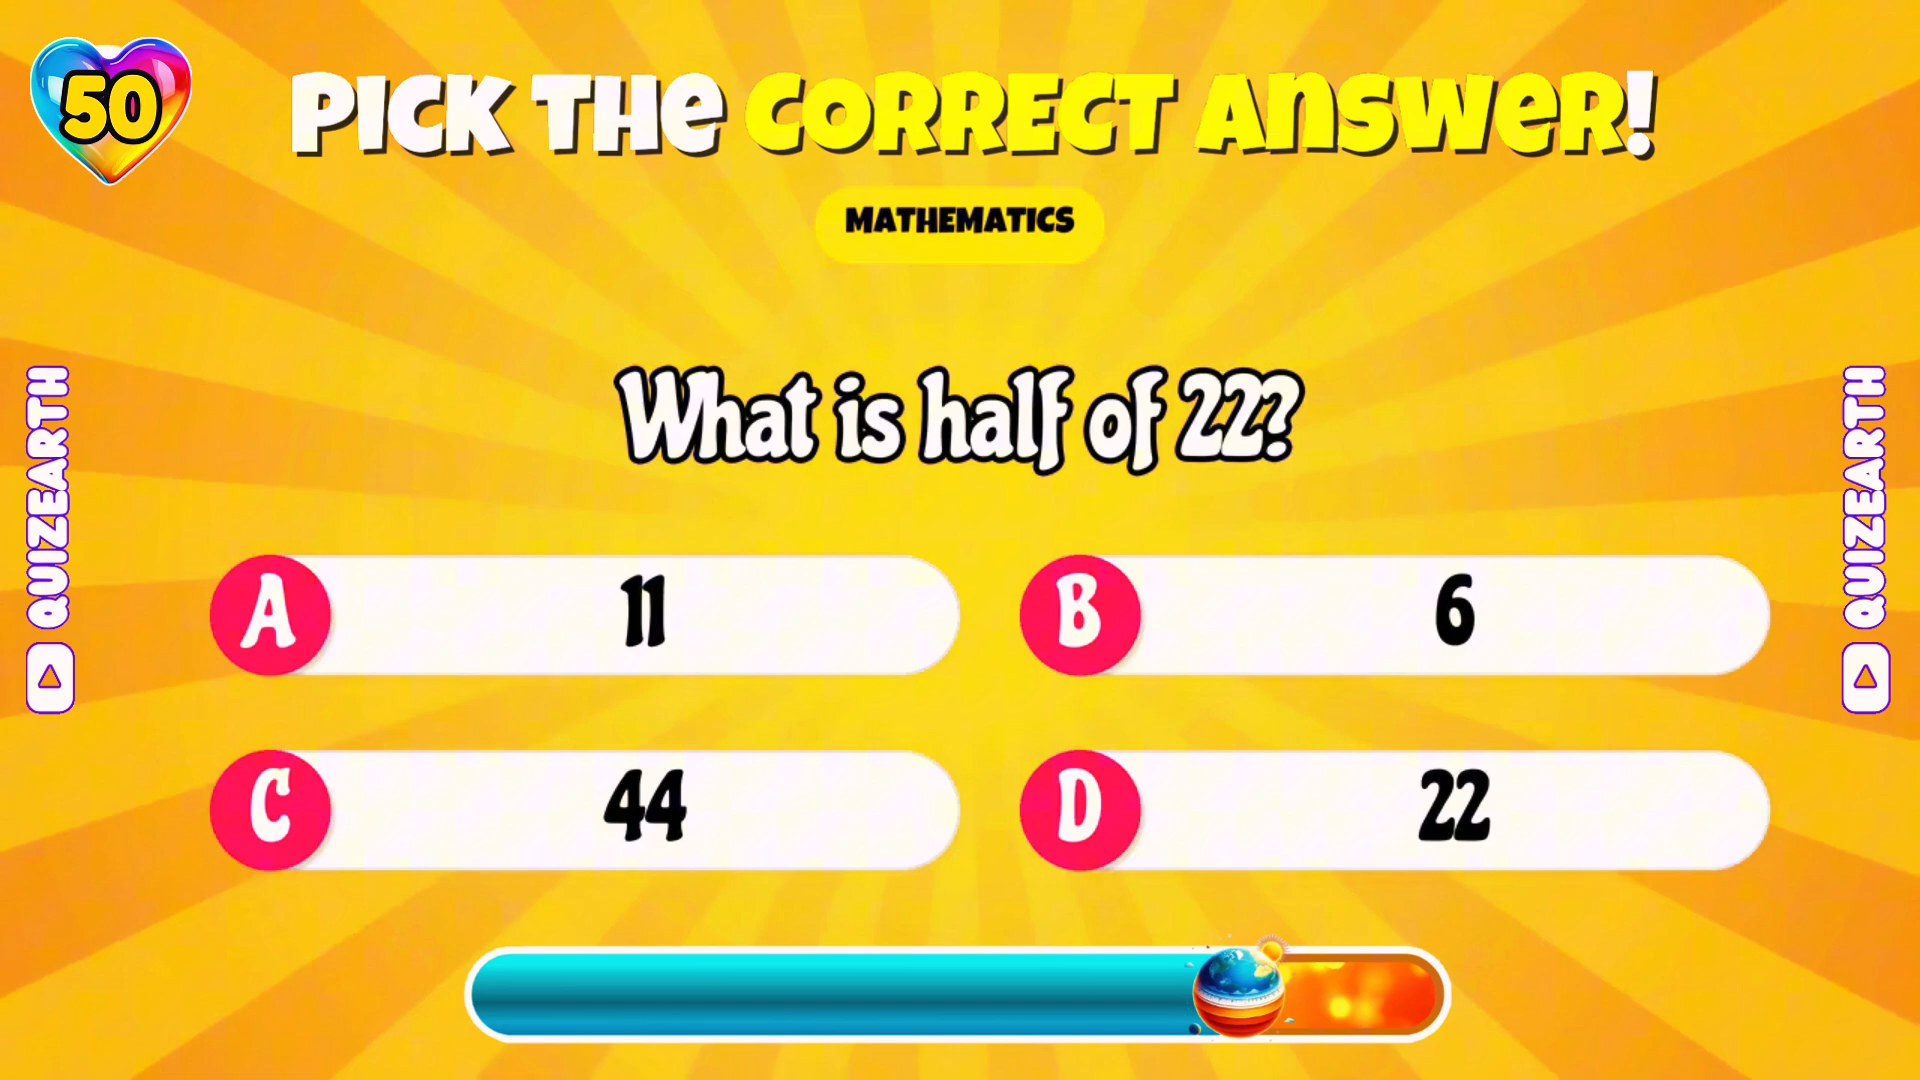 50
PICK THE CORRECT ANSWER!
MATHEMATICS
What is half of 22?
A 11
B 6
C 44
D 22
QUIZEARTH
QUIZEARTH